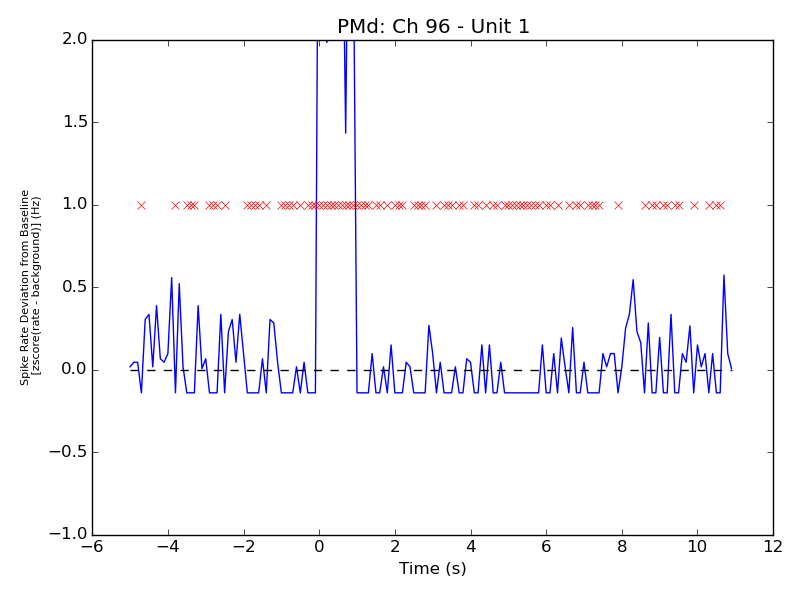 PMd: Ch 96 - Unit 1
2.0
1.5
1.0
0.5
0.0
−0.5
−1.0
Spike Rate Deviation from Baseline
[zscore(rate - background)] (Hz)
−6 −4 −2 0 2 4 6 8 10 12
Time (s)